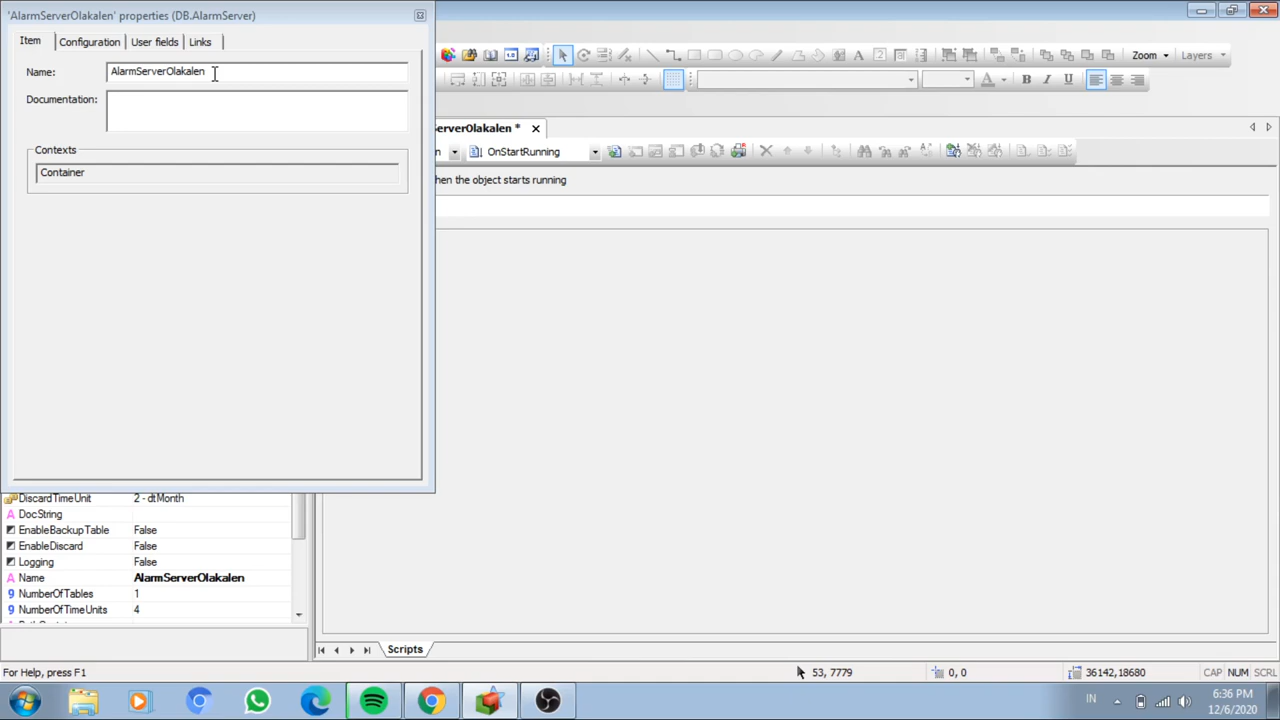 'AlarmServerOlakalen' properties (DB.AlarmServer)
Item Configuration User fields Links
Name: AlarmServerOlakalen
Documentation:
Contexts
Container
Zoom Layers
B I U
erverOlakalen *
n OnStartRunning
hen the object starts running
DiscardTimeUnit 2 - dtMonth
DocString
EnableBackupTable False
EnableDiscard False
Logging False
Name AlarmServerOlakalen
NumberOfTables 1
NumberOfTimeUnits 4
Scripts
For Help, press F1 53, 7779 0, 0 36142,18680 CAP NUM SCRL
IN 6:36 PM
12/6/2020